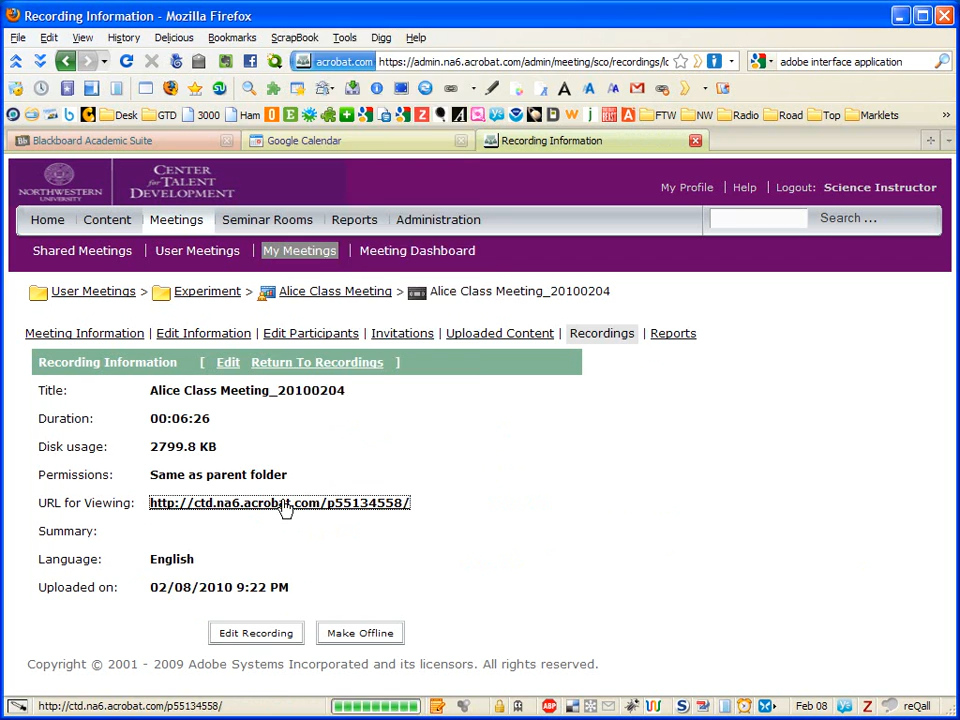 Recording Information - Mozilla Firefox
File Edit View History Delicious Bookmarks ScrapBook Tools Digg Help
acrobat.com https://admin.na6.acrobat.com/admin/meeting/sco/recordings/ adobe interface application
Desk GTD 3000 Ham FTW NW Radio Road Top Marklets »
Blackboard Academic Suite Google Calendar Recording Information
NORTHWESTERN UNIVERSITY
CENTER for TALENT DEVELOPMENT
My Profile | Help | Logout: Science Instructor
Home Content Meetings Seminar Rooms Reports Administration Search ...
Shared Meetings | User Meetings | My Meetings | Meeting Dashboard
User Meetings > Experiment > Alice Class Meeting > Alice Class Meeting_20100204
Meeting Information | Edit Information | Edit Participants | Invitations | Uploaded Content | Recordings | Reports
Recording Information [ Edit Return To Recordings ]
Title: Alice Class Meeting_20100204
Duration: 00:06:26
Disk usage: 2799.8 KB
Permissions: Same as parent folder
URL for Viewing: http://ctd.na6.acrobat.com/p55134558/
Summary:
Language: English
Uploaded on: 02/08/2010 9:22 PM
Edit Recording Make Offline
Copyright © 2001 - 2009 Adobe Systems Incorporated and its licensors. All rights reserved.
http://ctd.na6.acrobat.com/p55134558/ ABP Feb 08 reQall